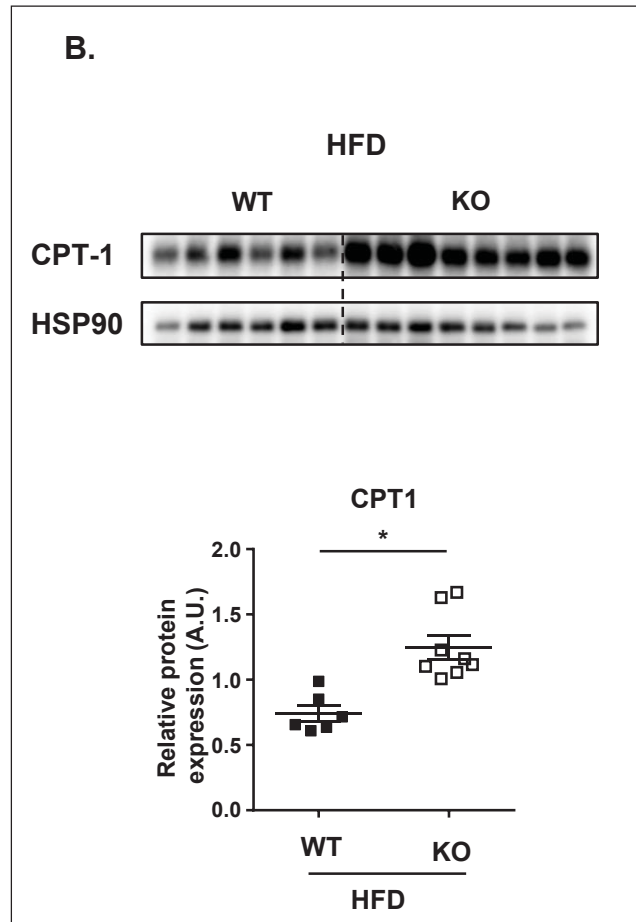 B.
HFD
WT KO
CPT-1
HSP90
CPT1
*
Relative protein
expression (A.U.)
2.0
1.5
1.0
0.5
0.0
WT KO
HFD